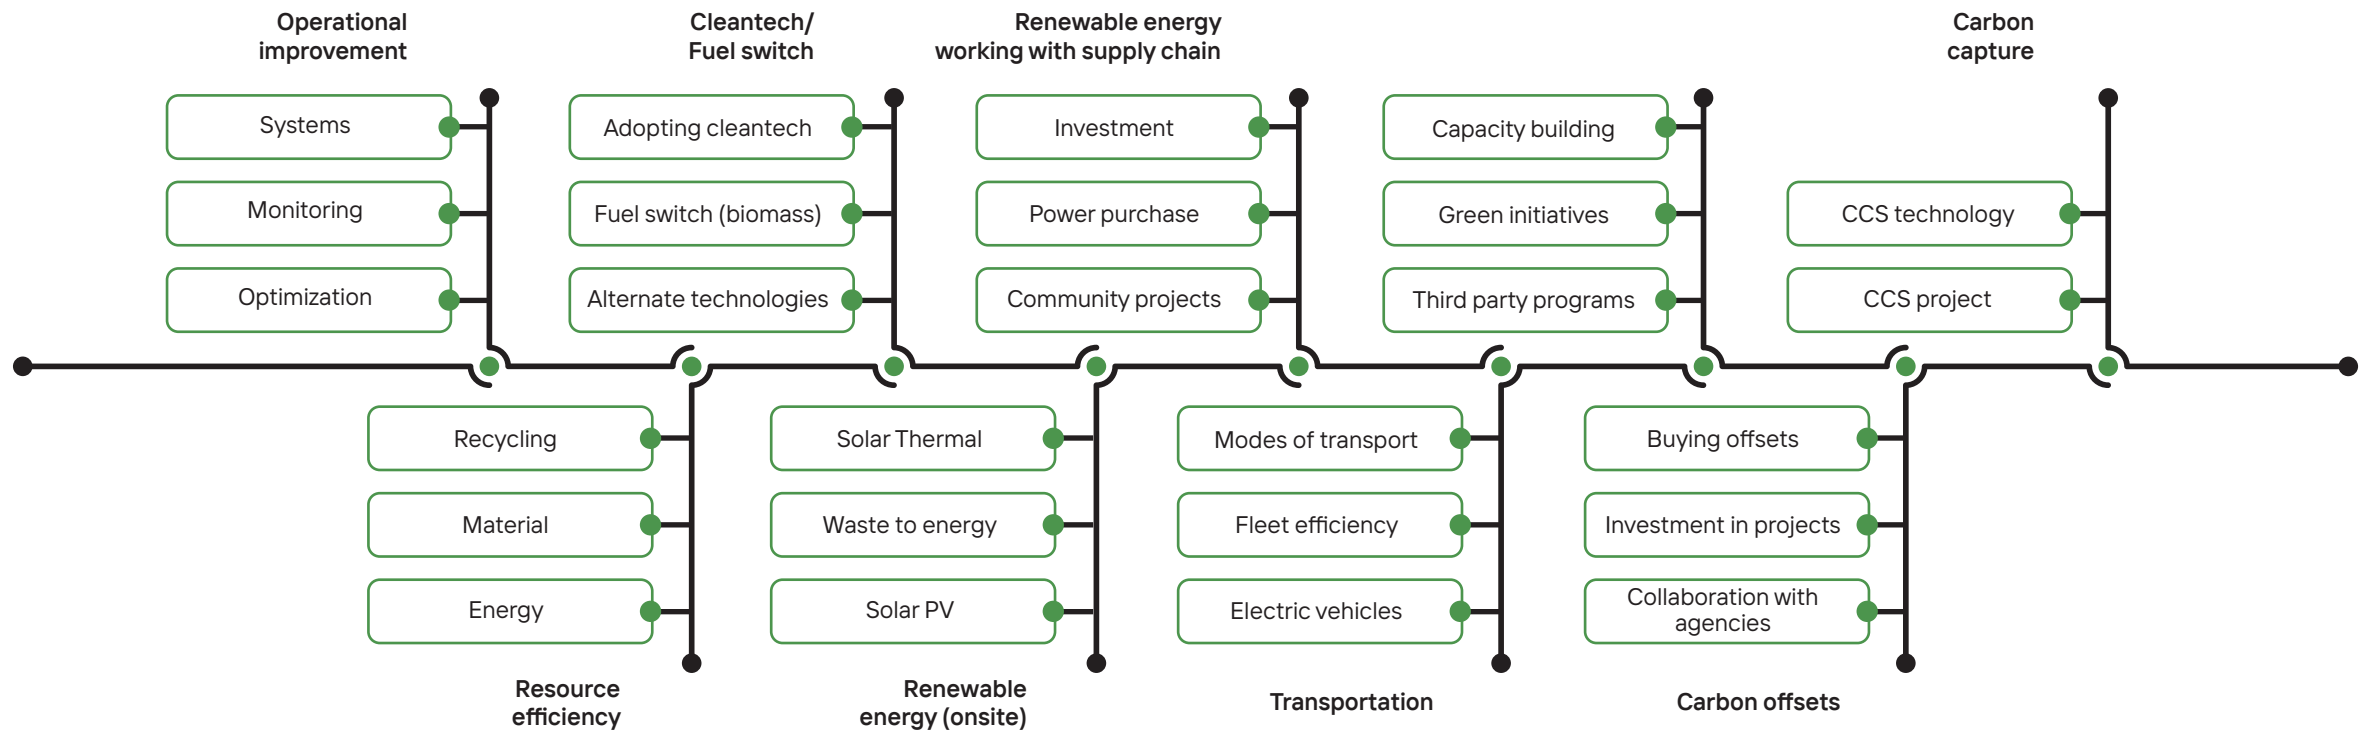 Operational
improvement
Systems
Monitoring
Optimization
Cleantech/
Fuel switch
Adopting cleantech
Fuel switch (biomass)
Alternate technologies
Renewable energy
working with supply chain
Investment
Power purchase
Community projects
Capacity building
Green initiatives
Third party programs
Carbon
capture
CCS technology
CCS project
Recycling
Material
Energy
Resource
efficiency
Solar Thermal
Waste to energy
Solar PV
Renewable
energy (onsite)
Modes of transport
Fleet efficiency
Electric vehicles
Transportation
Buying offsets
Investment in projects
Collaboration with
agencies
Carbon offsets